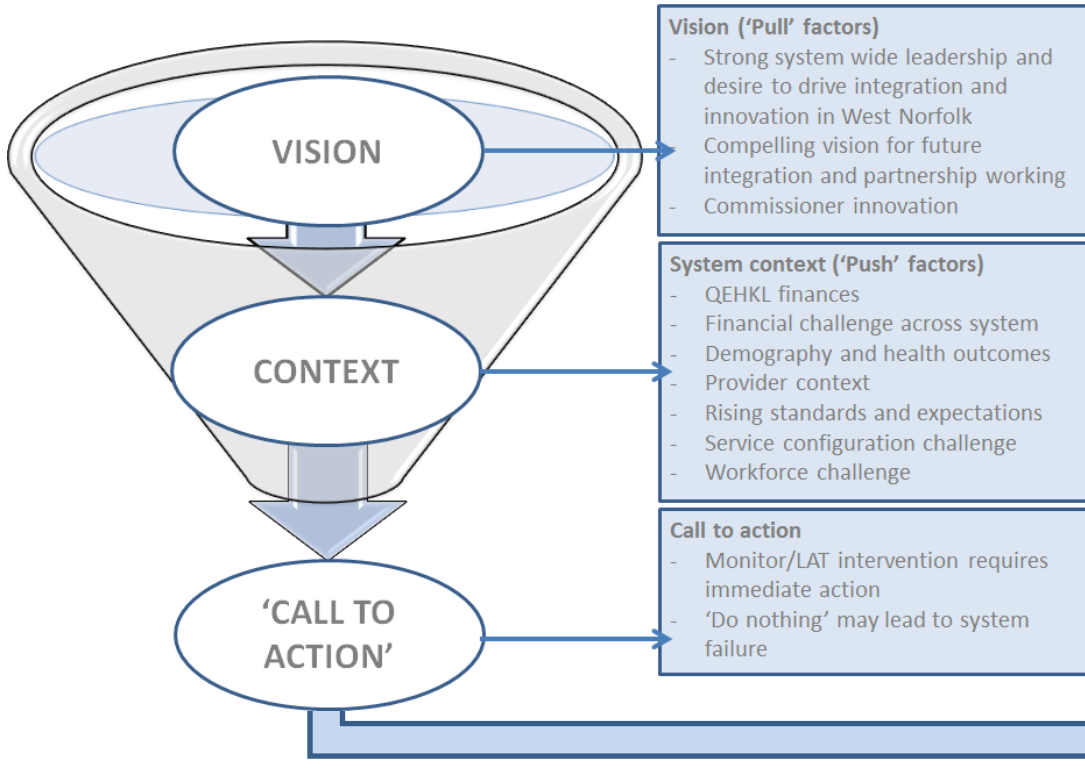 VISION
Vision (‘Pull’ factors)
- Strong system wide leadership and
desire to drive integration and
innovation in West Norfolk
- Compelling vision for future
integration and partnership working
- Commissioner innovation
CONTEXT
System context (‘Push’ factors)
- QEHKL finances
- Financial challenge across system
- Demography and health outcomes
- Provider context
- Rising standards and expectations
- Service configuration challenge
- Workforce challenge
‘CALL TO
ACTION’
Call to action
- Monitor/LAT intervention requires
immediate action
- ‘Do nothing’ may lead to system
failure